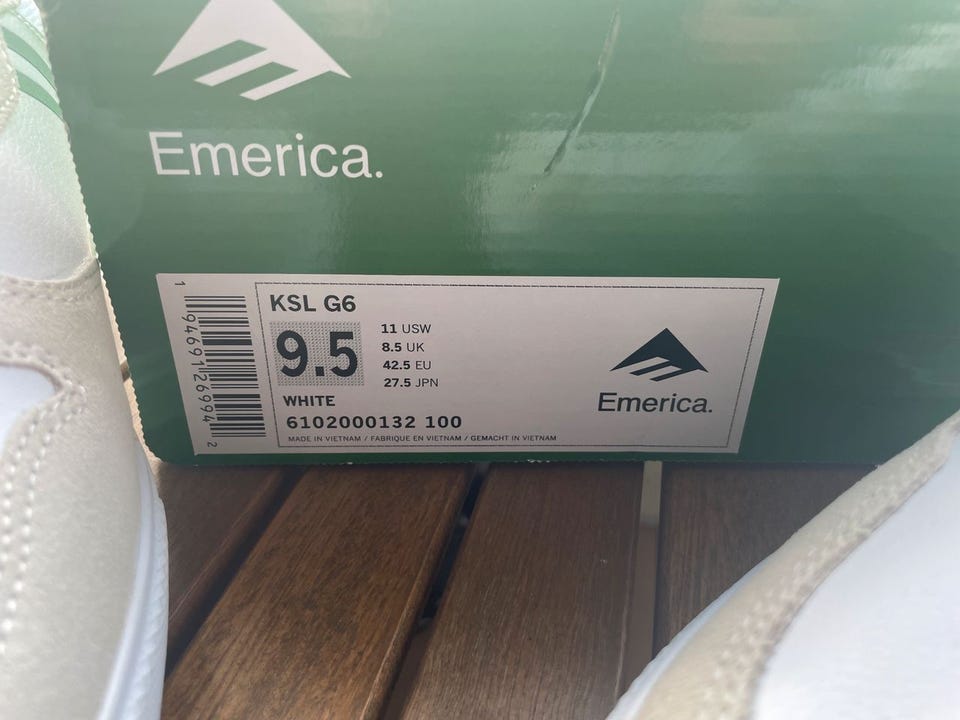 Emerica.
KSL G6
9.5
11 USW
8.5 UK
42.5 EU
27.5 JPN
WHITE
6102000132 100
MADE IN VIETNAM / FABRIQUE EN VIETNAM / GEMACHT IN VIETNAM
Emerica.
1 94691 26994 2